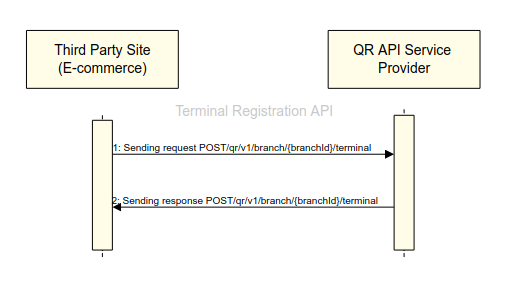 Third Party Site
(E-commerce)
QR API Service
Provider
Terminal Registration API
1: Sending request POST/qr/v1/branch/{branchId}/terminal
2: Sending response POST/qr/v1/branch/{branchId}/terminal